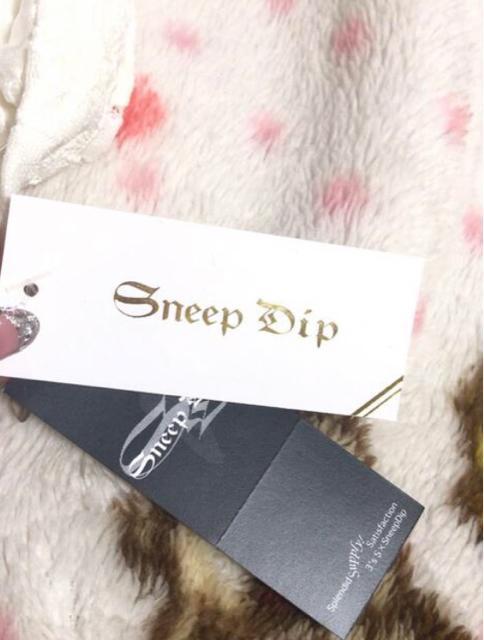 Sneep Dip
Sneep
Splendid Supply!
Satisfaction
3's S×SneepDip